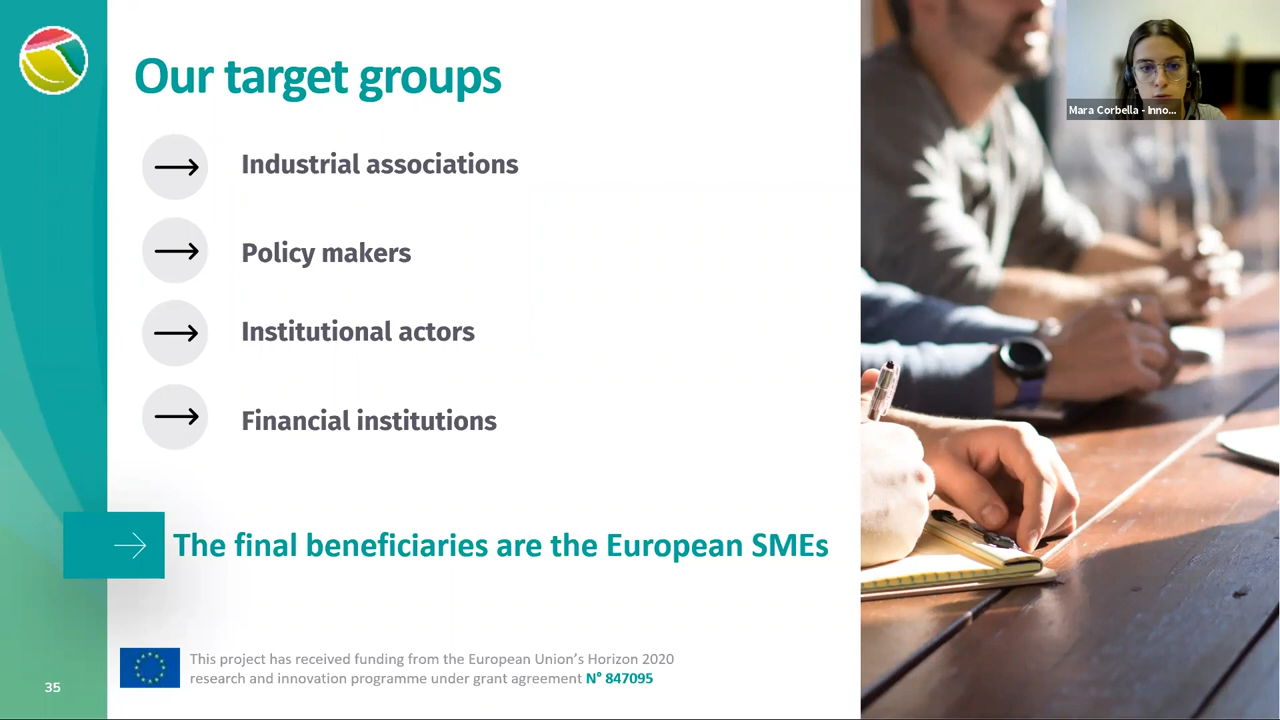 Our target groups
Mara Corbella - Inno...
Industrial associations
Policy makers
Institutional actors
Financial institutions
The final beneficiaries are the European SMEs
This project has received funding from the European Union's Horizon 2020
research and innovation programme under grant agreement N° 847095
35